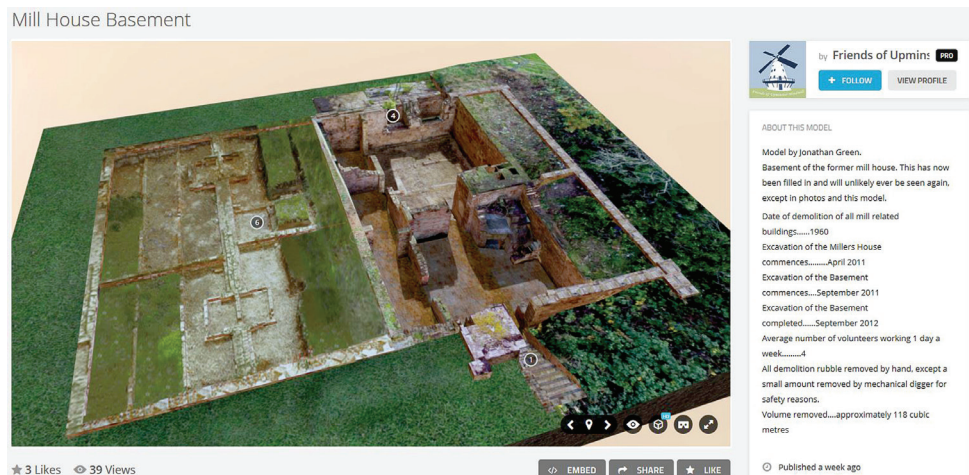 Mill House Basement
4
6
1
HD
3 Likes 39 Views
EMBED
SHARE
LIKE
by Friends of Upmins PRO
+ FOLLOW
VIEW PROFILE
ABOUT THIS MODEL
Model by Jonathan Green.
Basement of the former mill house. This has now
been filled in and will unlikely ever be seen again,
except in photos and this model.
Date of demolition of all mill related
buildings......1960
Excavation of the Millers House
commences.........April 2011
Excavation of the Basement
commences....September 2011
Excavation of the Basement
completed.....September 2012
Average number of volunteers working 1 day a
week.........4
All demolition rubble removed by hand, except a
small amount removed by mechanical digger for
safety reasons.
Volume removed....approximately 118 cubic
metres
Published a week ago